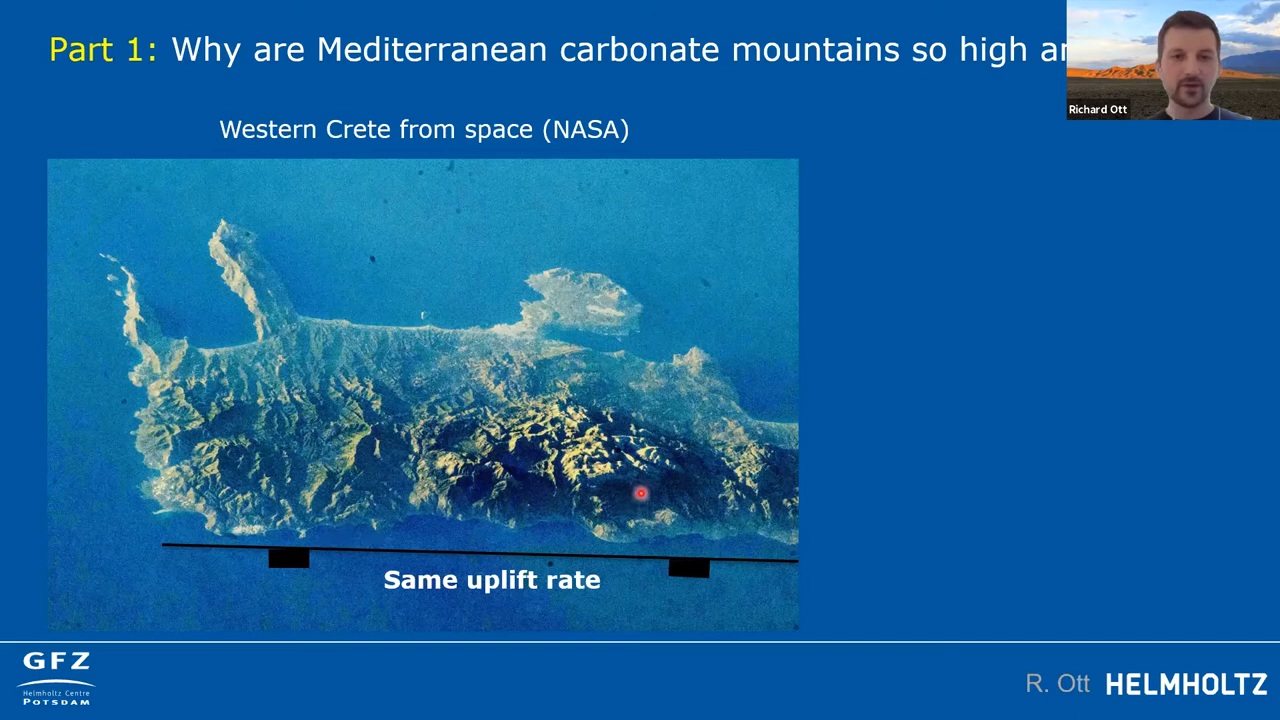 Part 1: Why are Mediterranean carbonate mountains so high
Richard Ott
Western Crete from space (NASA)
Same uplift rate
GFZ
Helmholtz Centre
POTSDAM
R. Ott HELMHOLTZ